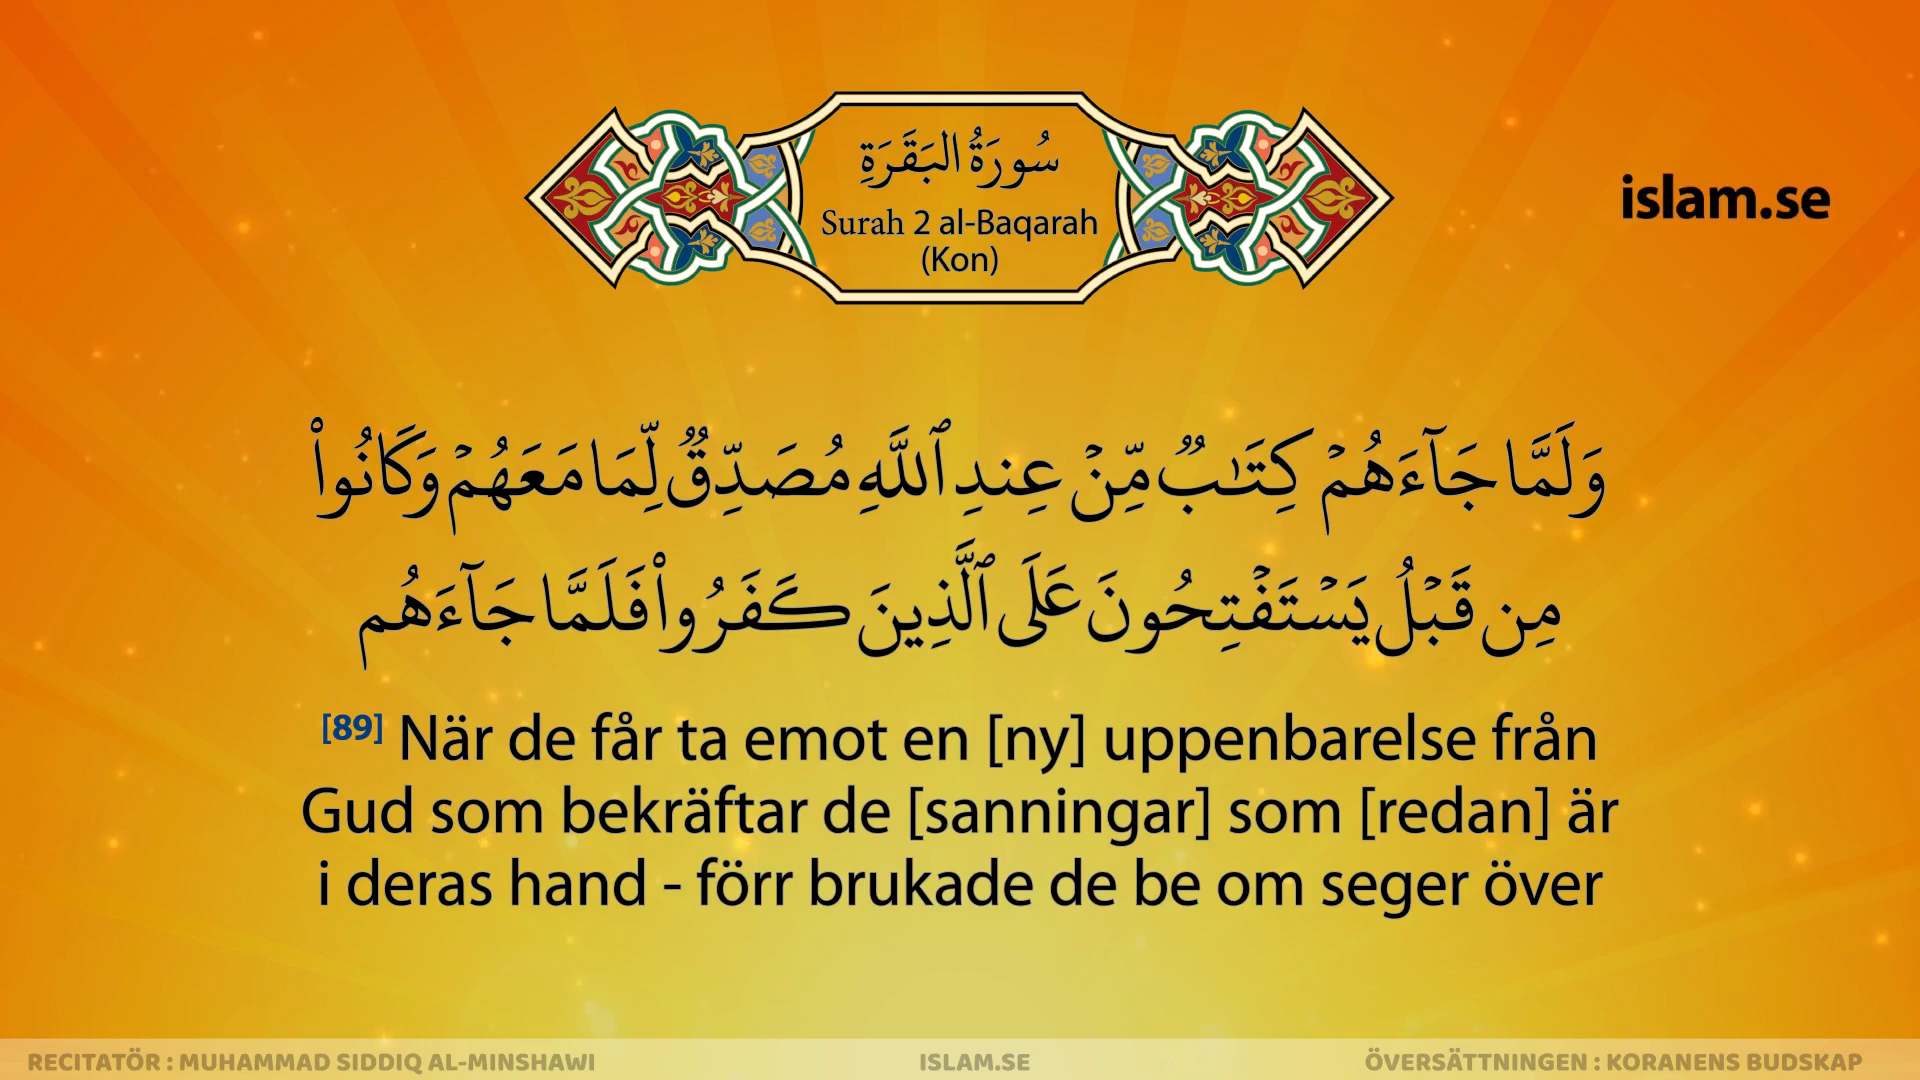 سُورَةُ البَقَرَةِ
Surah 2 al-Baqarah
(Kon)
islam.se
وَلَمَّا جَآءَهُمْ كِتَـٰبٌ مِّنْ عِندِ ٱللَّهِ مُصَدِّقٌ لِّمَا مَعَهُمْ وَكَانُوا۟
مِن قَبْلُ يَسْتَفْتِحُونَ عَلَى ٱلَّذِينَ كَفَرُوا۟ فَلَمَّا جَآءَهُم
[89] När de får ta emot en [ny] uppenbarelse från
Gud som bekräftar de [sanningar] som [redan] är
i deras hand - förr brukade de be om seger över
RECITATÖR : MUHAMMAD SIDDIQ AL-MINSHAWI
ISLAM.SE
ÖVERSÄTTNINGEN : KORANENS BUDSKAP